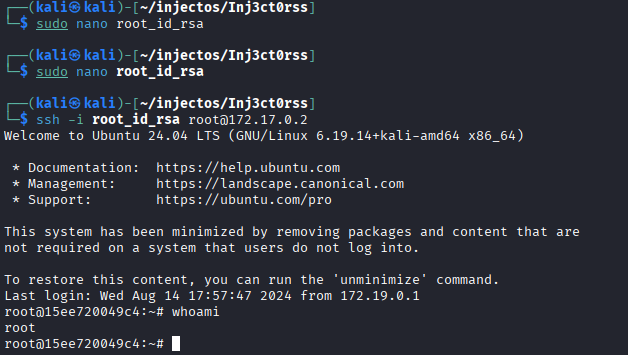 ┌──(kali㉿kali)-[~/injectos/Inj3ct0rss]
└─$ sudo nano root_id_rsa
┌──(kali㉿kali)-[~/injectos/Inj3ct0rss]
└─$ sudo nano root_id_rsa
┌──(kali㉿kali)-[~/injectos/Inj3ct0rss]
└─$ ssh -i root_id_rsa root@172.17.0.2
Welcome to Ubuntu 24.04 LTS (GNU/Linux 6.19.14+kali-amd64 x86_64)
 * Documentation:  https://help.ubuntu.com
 * Management:     https://landscape.canonical.com
 * Support:        https://ubuntu.com/pro
This system has been minimized by removing packages and content that are
not required on a system that users do not log into.
To restore this content, you can run the 'unminimize' command.
Last login: Wed Aug 14 17:57:47 2024 from 172.19.0.1
root@15ee720049c4:~# whoami
root
root@15ee720049c4:~#